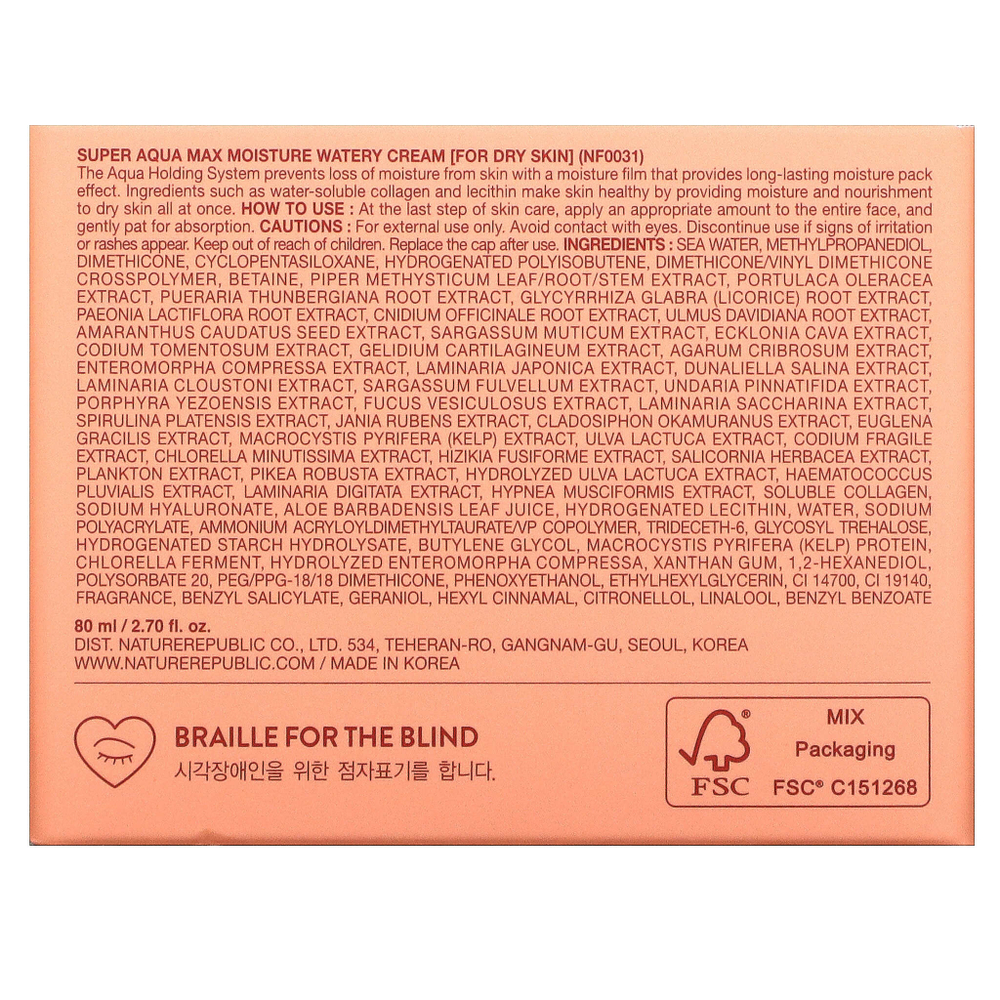 SUPER AQUA MAX MOISTURE WATERY CREAM [FOR DRY SKIN] (NF0031)
The Aqua Holding System prevents loss of moisture from skin with a moisture film that provides long-lasting moisture pack
effect. Ingredients such as water-soluble collagen and lecithin make skin healthy by providing moisture and nourishment
to dry skin all at once. HOW TO USE : At the last step of skin care, apply an appropriate amount to the entire face, and
gently pat for absorption. CAUTIONS : For external use only. Avoid contact with eyes. Discontinue use if signs of irritation
or rashes appear. Keep out of reach of children. Replace the cap after use. INGREDIENTS : SEA WATER, METHYLPROPANEDIOL,
DIMETHICONE, CYCLOPENTASILOXANE, HYDROGENATED POLYISOBUTENE, DIMETHICONE/VINYL DIMETHICONE
CROSSPOLYMER, BETAINE, PIPER METHYSTICUM LEAF/ROOT/STEM EXTRACT, PORTULACA OLERACEA
EXTRACT, PUERARIA THUNBERGIANA ROOT EXTRACT, GLYCYRRHIZA GLABRA (LICORICE) ROOT EXTRACT,
PAEONIA LACTIFLORA ROOT EXTRACT, CNIDIUM OFFICINALE ROOT EXTRACT, ULMUS DAVIDIANA ROOT EXTRACT,
AMARANTHUS CAUDATUS SEED EXTRACT, SARGASSUM MUTICUM EXTRACT, ECKLONIA CAVA EXTRACT,
CODIUM TOMENTOSUM EXTRACT, GELIDIUM CARTILAGINEUM EXTRACT, AGARUM CRIBROSUM EXTRACT,
ENTEROMORPHA COMPRESSA EXTRACT, LAMINARIA JAPONICA EXTRACT, DUNALIELLA SALINA EXTRACT,
LAMINARIA CLOUSTONI EXTRACT, SARGASSUM FULVELLUM EXTRACT, UNDARIA PINNATIFIDA EXTRACT,
PORPHYRA YEZOENSIS EXTRACT, FUCUS VESICULOSUS EXTRACT, LAMINARIA SACCHARINA EXTRACT,
SPIRULINA PLATENSIS EXTRACT, JANIA RUBENS EXTRACT, CLADOSIPHON OKAMURANUS EXTRACT, EUGLENA
GRACILIS EXTRACT, MACROCYSTIS PYRIFERA (KELP) EXTRACT, ULVA LACTUCA EXTRACT, CODIUM FRAGILE
EXTRACT, CHLORELLA MINUTISSIMA EXTRACT, HIZIKIA FUSIFORME EXTRACT, SALICORNIA HERBACEA EXTRACT,
PLANKTON EXTRACT, PIKEA ROBUSTA EXTRACT, HYDROLYZED ULVA LACTUCA EXTRACT, HAEMATOCOCCUS
PLUVIALIS EXTRACT, LAMINARIA DIGITATA EXTRACT, HYPNEA MUSCIFORMIS EXTRACT, SOLUBLE COLLAGEN,
SODIUM HYALURONATE, ALOE BARBADENSIS LEAF JUICE, HYDROGENATED LECITHIN, WATER, SODIUM
POLYACRYLATE, AMMONIUM ACRYLOYLDIMETHYLTAURATE/VP COPOLYMER, TRIDECETH-6, GLYCOSYL TREHALOSE,
HYDROGENATED STARCH HYDROLYSATE, BUTYLENE GLYCOL, MACROCYSTIS PYRIFERA (KELP) PROTEIN,
CHLORELLA FERMENT, HYDROLYZED ENTEROMORPHA COMPRESSA, XANTHAN GUM, 1,2-HEXANEDIOL,
POLYSORBATE 20, PEG/PPG-18/18 DIMETHICONE, PHENOXYETHANOL, ETHYLHEXYLGLYCERIN, CI 14700, CI 19140,
FRAGRANCE, BENZYL SALICYLATE, GERANIOL, HEXYL CINNAMAL, CITRONELLOL, LINALOOL, BENZYL BENZOATE
80 ml / 2.70 fl. oz.
DIST. NATUREREPUBLIC CO., LTD. 534, TEHERAN-RO, GANGNAM-GU, SEOUL, KOREA
WWW.NATUREREPUBLIC.COM / MADE IN KOREA
BRAILLE FOR THE BLIND
시각장애인을 위한 점자표기를 합니다.
® FSC
MIX
Packaging
FSC® C151268